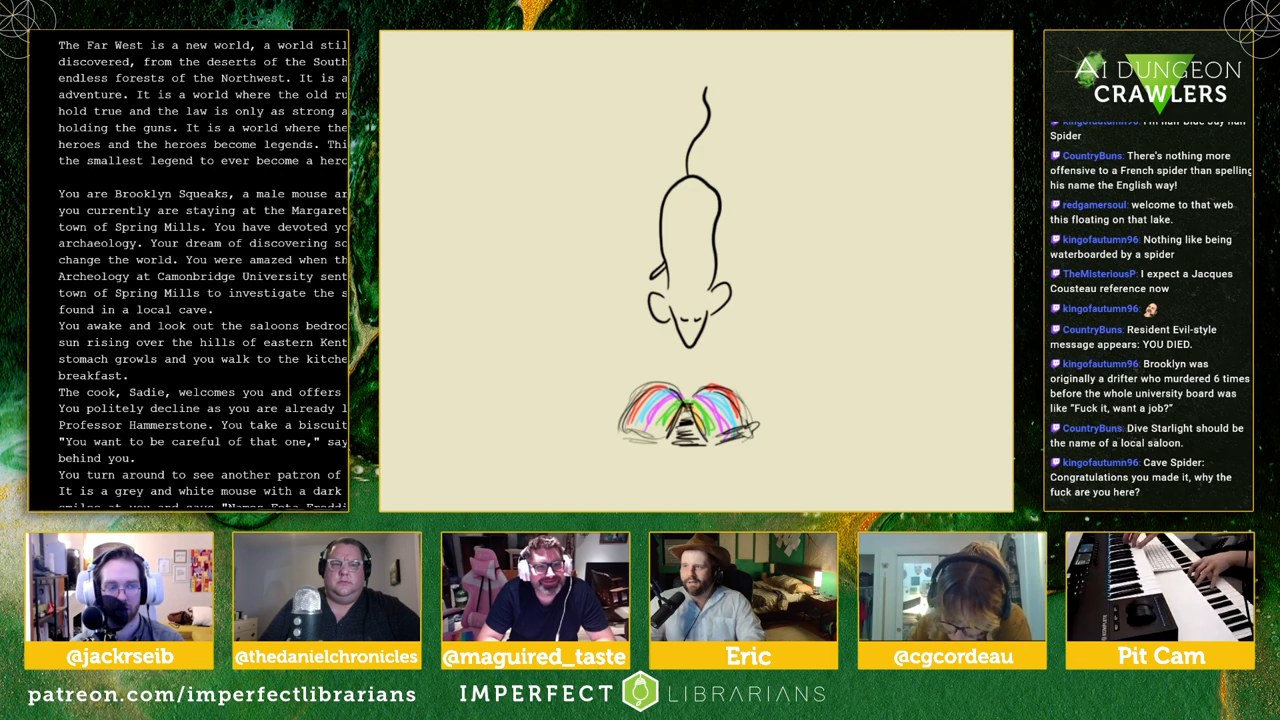 The Far West is a new world, a world stil
discovered, from the deserts of the South
endless forests of the Northwest. It is a
adventure. It is a world where the old ru
hold true and the law is only as strong a
holding the guns. It is a world where the
heroes and the heroes become legends. Thi
the smallest legend to ever become a hero
You are Brooklyn Squeaks, a male mouse ar
you currently are staying at the Margaret
town of Spring Mills. You have devoted yo
archaeology. Your dream of discovering so
change the world. You were amazed when th
Archeology at Camonbridge University sent
town of Spring Mills to investigate the s
found in a local cave.
You awake and look out the saloons bedroo
sun rising over the hills of eastern Kent
stomach growls and you walk to the kitche
breakfast.
The cook, Sadie, welcomes you and offers
You politely decline as you are already l
Professor Hammerstone. You take a biscuit
"You want to be careful of that one," say
behind you.
You turn around to see another patron of
It is a grey and white mouse with a dark
AI DUNGEON
CRAWLERS
Spider
CountryBuns: There's nothing more
offensive to a French spider than spelling
his name the English way!
redgamersoul: welcome to that web
this floating on that lake.
kingofautumn96: Nothing like being
waterboarded by a spider
TheMisteriousP: I expect a Jacques
Cousteau reference now
kingofautumn96:
CountryBuns: Resident Evil-style
message appears: YOU DIED.
kingofautumn96: Brooklyn was
originally a drifter who murdered 6 times
before the whole university board was
like "Fuck it, want a job?"
CountryBuns: Dive Starlight should be
the name of a local saloon.
kingofautumn96: Cave Spider:
Congratulations you made it, why the
fuck are you here?
@jackrseib
@thedanielchronicles
@maguired_taste
Eric
@cgcordeau
Pit Cam
patreon.com/imperfectlibrarians
IMPERFECT LIBRARIANS